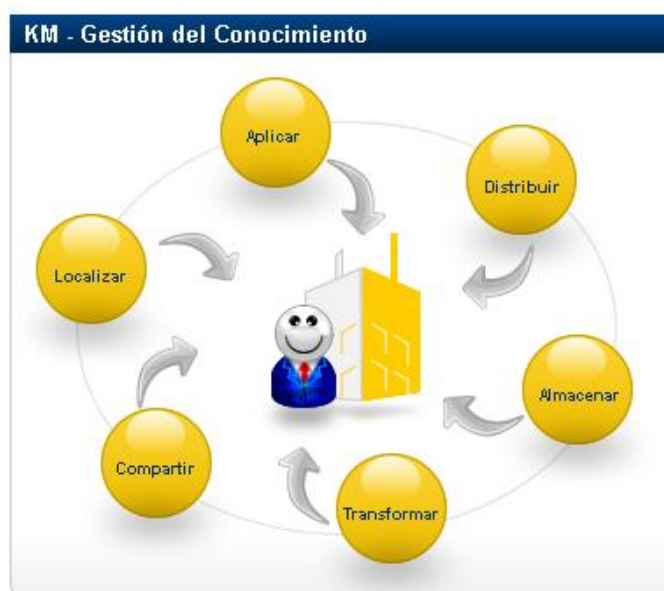 KM - Gestión del Conocimiento
Aplicar
Distribuir
Localizar
Almacenar
Compartir
Transformar